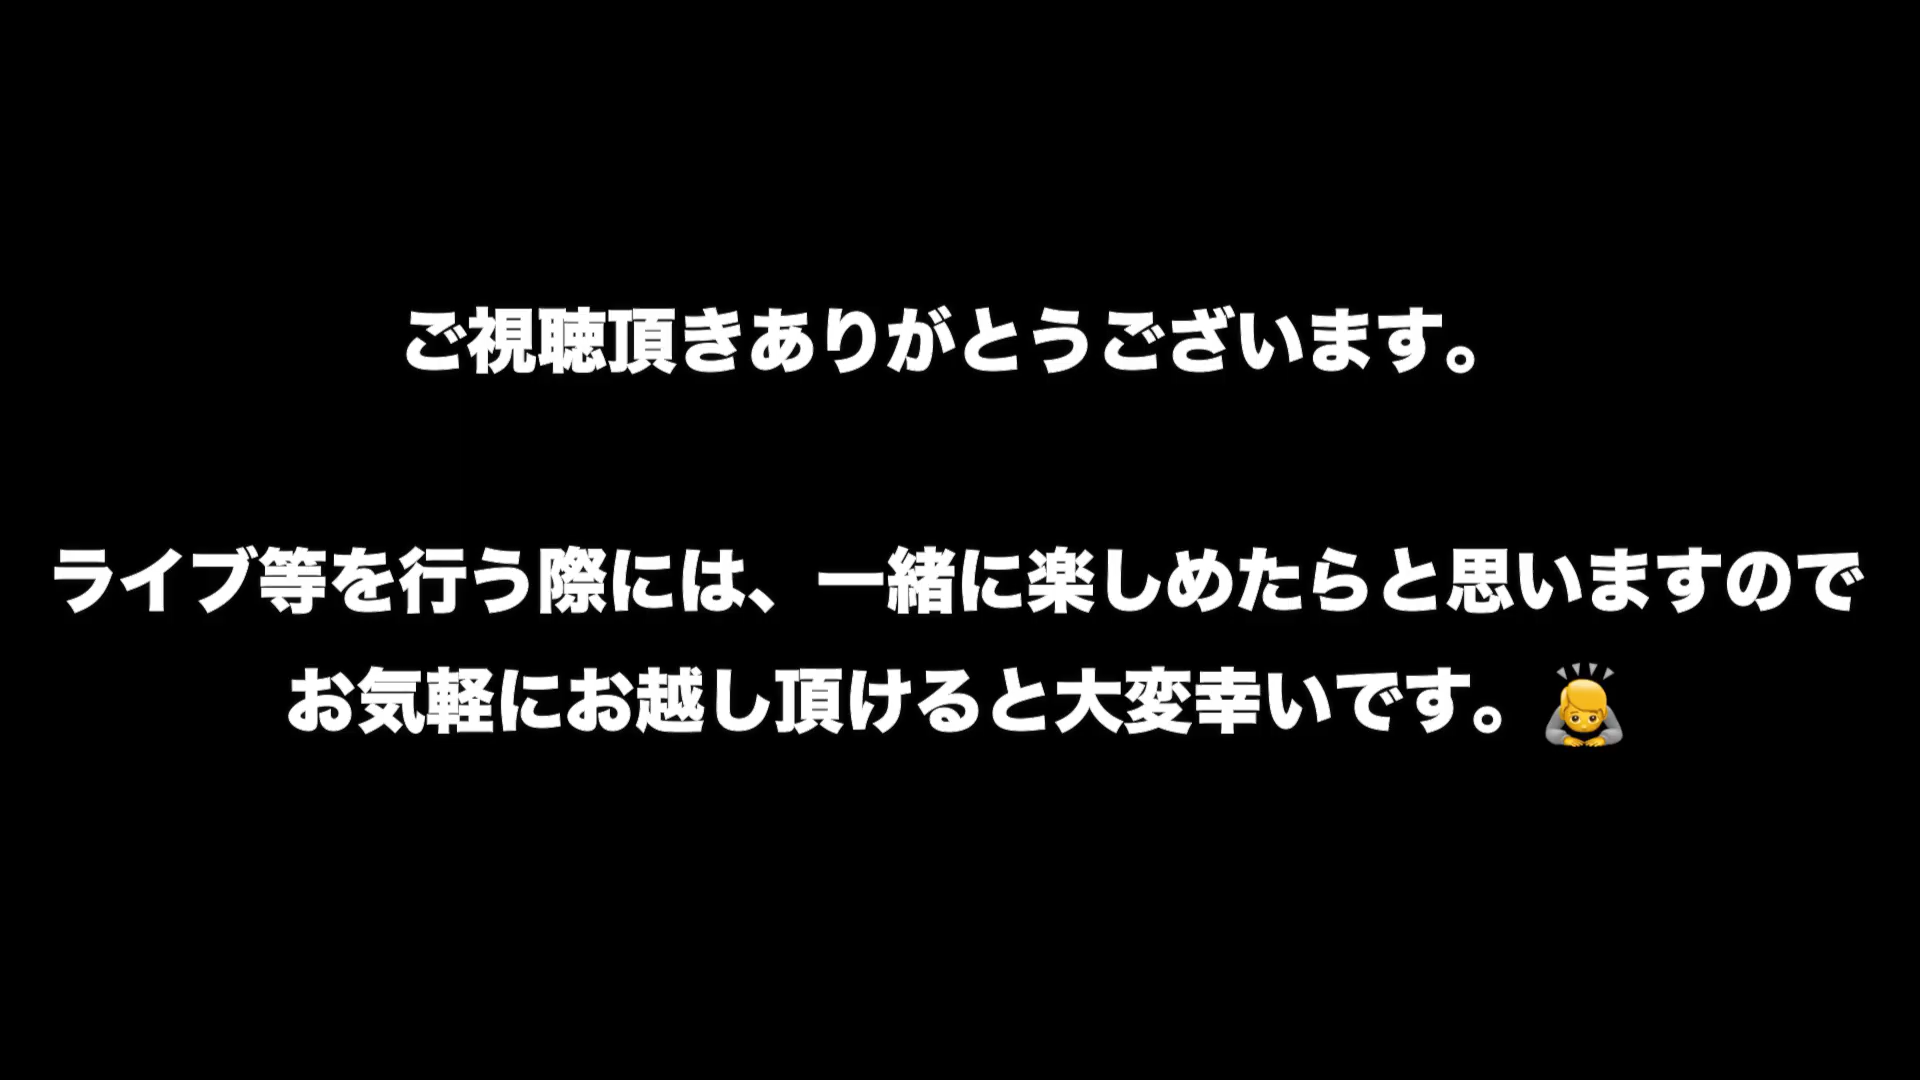 ご視聴頂きありがとうございます。
ライブ等を行う際には、一緒に楽しめたらと思いますので
お気軽にお越し頂けると大変幸いです。🙇‍♂️